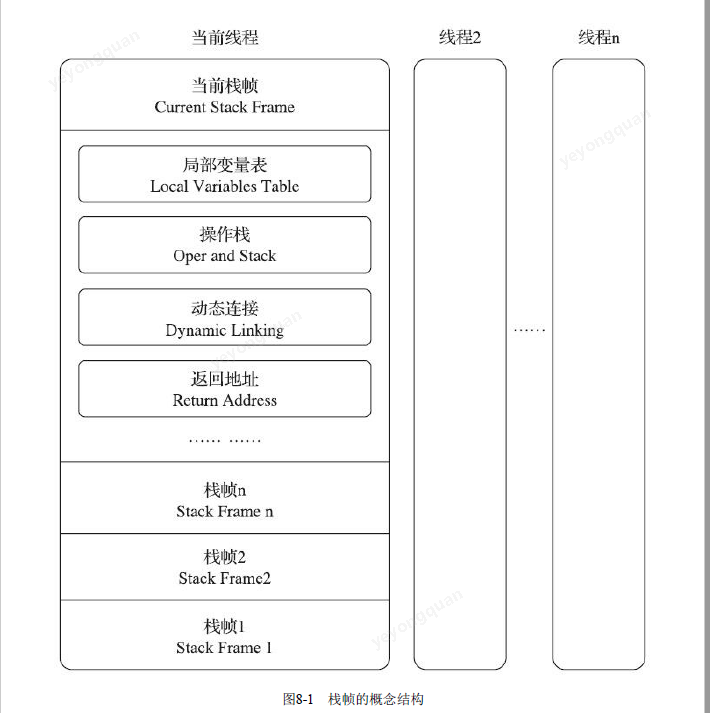 当前线程
线程2
线程n
当前栈帧
Current Stack Frame
局部变量表
Local Variables Table
操作栈
Oper and Stack
动态连接
Dynamic Linking
返回地址
Return Address
…… ……
……
栈帧n
Stack Frame n
栈帧2
Stack Frame2
栈帧1
Stack Frame 1
图8-1 栈帧的概念结构
yeyongquan
yeyongquan
yeyongquan
yeyongquan